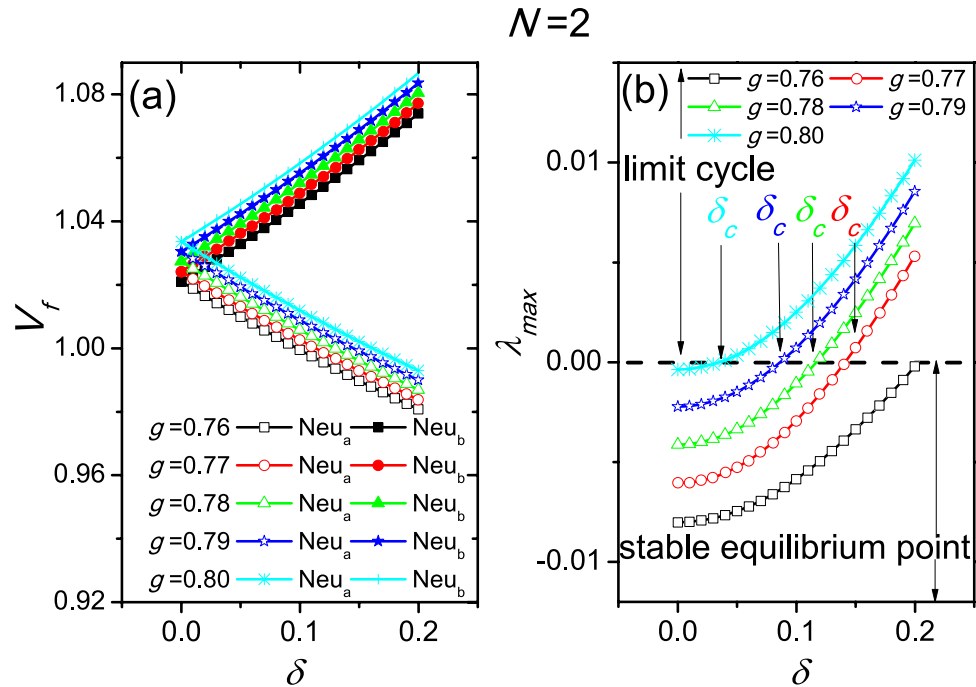 N=2
(a)
V_f
1.08
1.04
1.00
0.96
0.92
g=0.76 Neu_a Neu_b
g=0.77 Neu_a Neu_b
g=0.78 Neu_a Neu_b
g=0.79 Neu_a Neu_b
g=0.80 Neu_a Neu_b
0.0 0.1 0.2
δ
(b)
g=0.76 g=0.77
g=0.78 g=0.79
g=0.80
limit cycle
δ_c δ_c δ_c δ_c
λ_max
0.01
0.00
-0.01
stable equilibrium point
0.0 0.1 0.2
δ